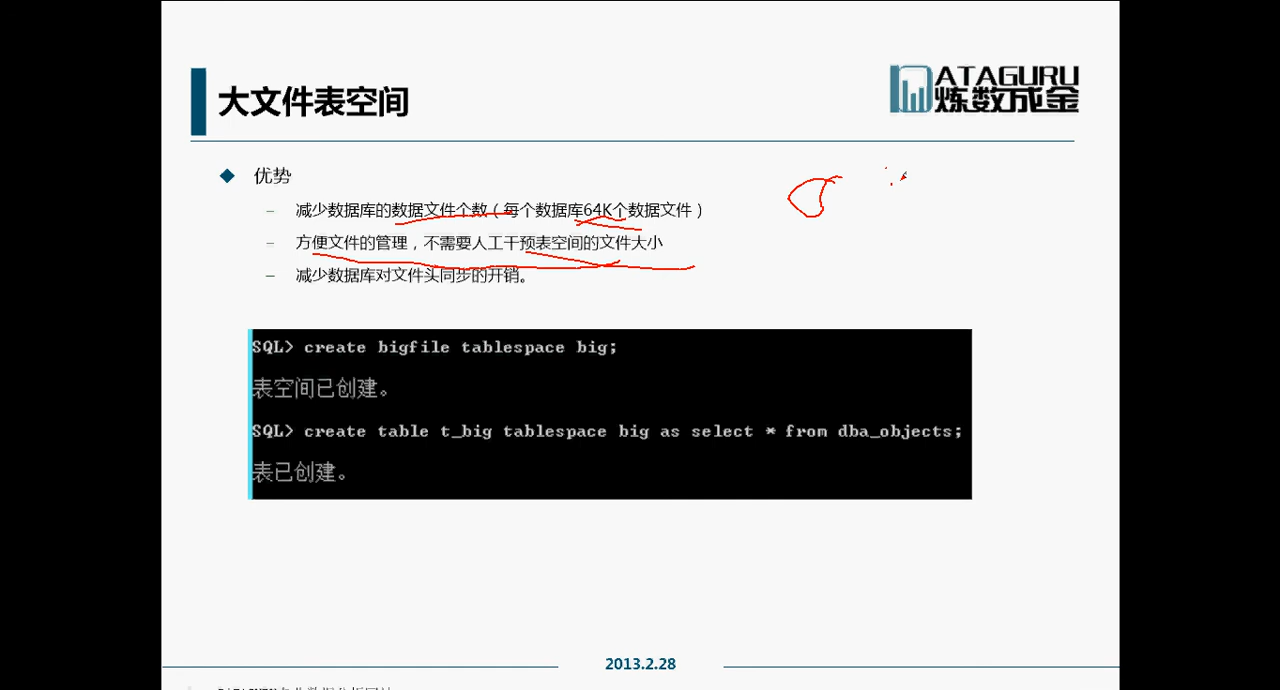 大文件表空间
DATAGURU
炼数成金
优势
减少数据库的数据文件个数（每个数据库64K个数据文件）
方便文件的管理，不需要人工干预表空间的文件大小
减少数据库对文件头同步的开销。
SQL> create bigfile tablespace big;
表空间已创建。
SQL> create table t_big tablespace big as select * from dba_objects;
表已创建。
2013.2.28